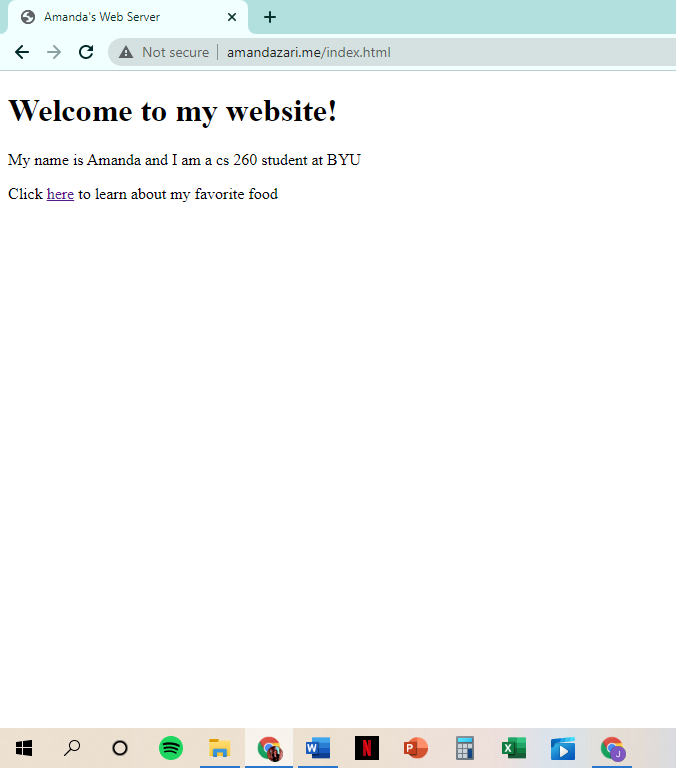 Amanda's Web Server
Not secure | amandazari.me/index.html
Welcome to my website!
My name is Amanda and I am a cs 260 student at BYU
Click here to learn about my favorite food
W
N
P
X
J